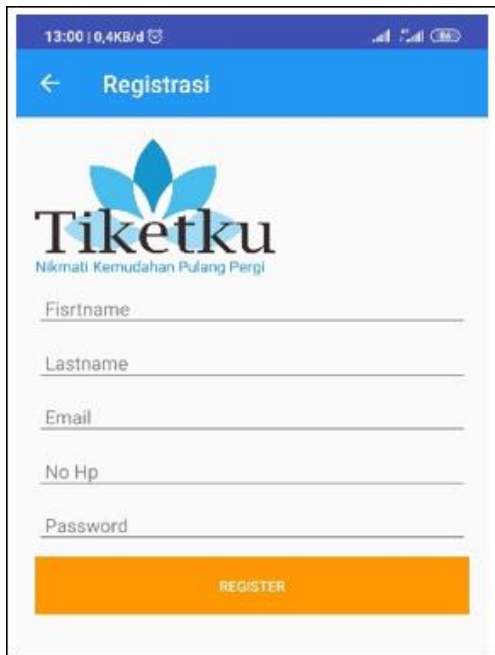 13:00 | 0,4KB/d
Registrasi
Tiketku
Nikmati Kemudahan Pulang Pergi
Fisrtname
Lastname
Email
No Hp
Password
REGISTER